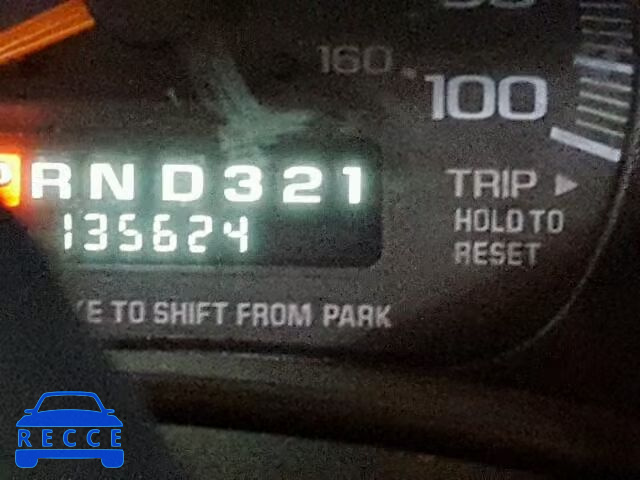 160
100
PRND321
TRIP ►
135624
HOLD TO
RESET
TO SHIFT FROM PARK
RECCE